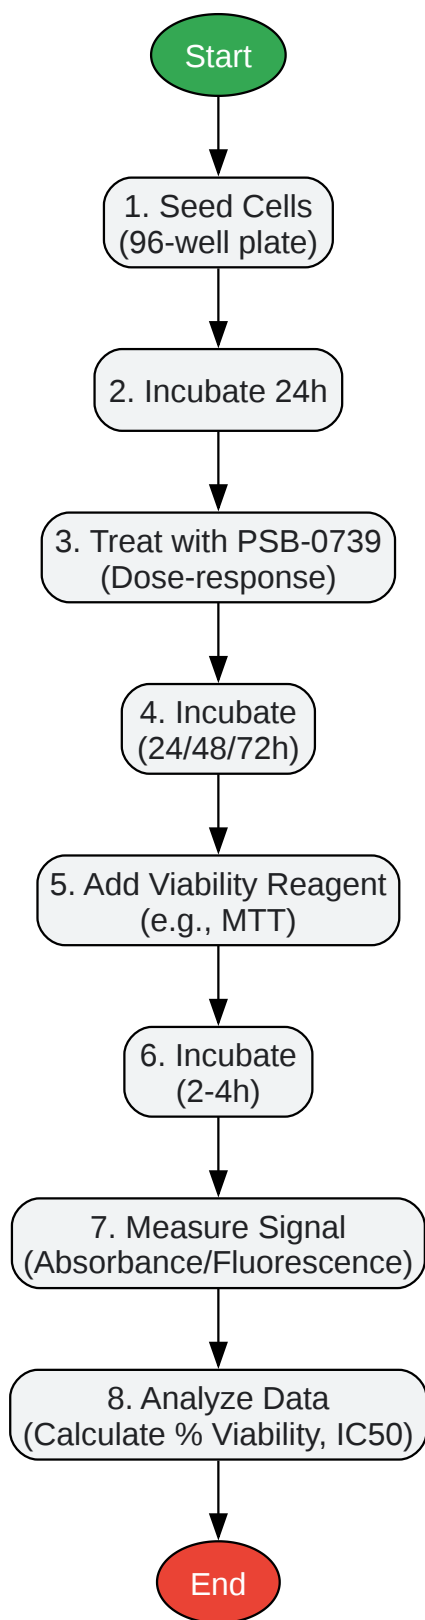 Start
1. Seed Cells
(96-well plate)
2. Incubate 24h
3. Treat with PSB-0739
(Dose-response)
4. Incubate
(24/48/72h)
5. Add Viability Reagent
(e.g., MTT)
6. Incubate
(2-4h)
7. Measure Signal
(Absorbance/Fluorescence)
8. Analyze Data
(Calculate % Viability, IC50)
End